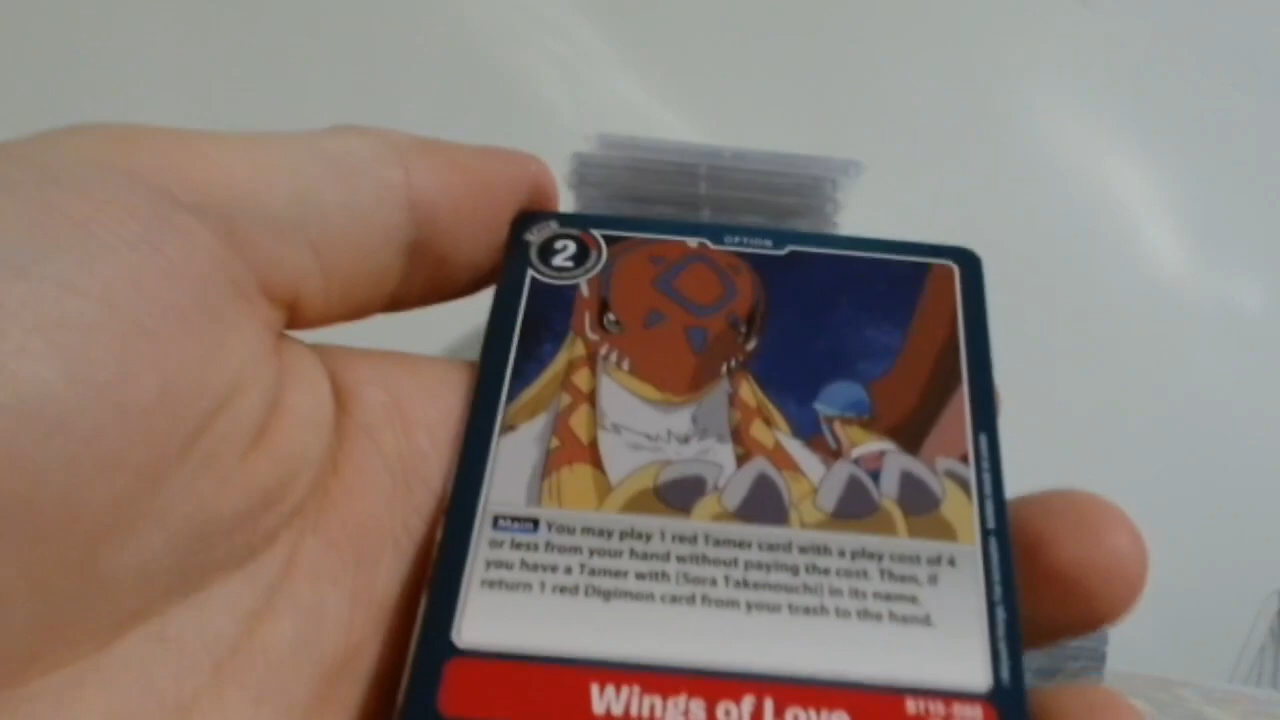 2
OPTION
Main You may play 1 red Tamer card with a play cost of 4
or less from your hand without paying the cost. Then, if
you have a Tamer with [Sora Takenouchi] in its name,
return 1 red Digimon card from your trash to the hand.
Wings of Love